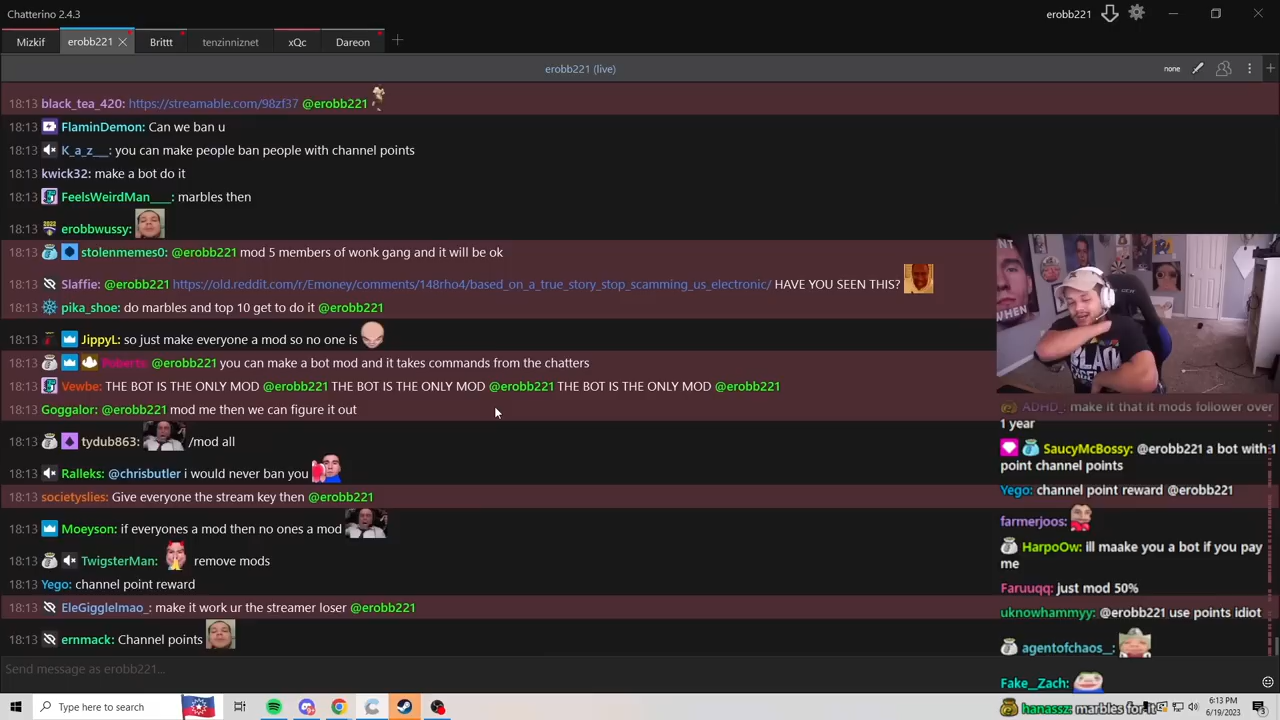 Chatterino 2.4.3
erobb221
Mizkif
erobb221
Brittt
tenzinniznet
xQc
Dareon
erobb221 (live)
none
18:13 black_tea_420: https://streamable.com/98zf37 @erobb221
18:13 FlaminDemon: Can we ban u
18:13 K_a_z___: you can make people ban people with channel points
18:13 kwick32: make a bot do it
18:13 FeelsWeirdMan____: marbles then
18:13 erobbwussy:
18:13 stolenmemes0: @erobb221 mod 5 members of wonk gang and it will be ok
18:13 Slaffie: @erobb221 https://old.reddit.com/r/Emoney/comments/148rho4/based_on_a_true_story_stop_scamming_us_electronic/ HAVE YOU SEEN THIS?
18:13 pika_shoe: do marbles and top 10 get to do it @erobb221
18:13 JippyL: so just make everyone a mod so no one is
18:13 Poberts: @erobb221 you can make a bot mod and it takes commands from the chatters
18:13 Vewbe: THE BOT IS THE ONLY MOD @erobb221 THE BOT IS THE ONLY MOD @erobb221 THE BOT IS THE ONLY MOD @erobb221
18:13 Goggalor: @erobb221 mod me then we can figure it out
18:13 tydub863: /mod all
18:13 Ralleks: @chrisbutler i would never ban you
18:13 societyslies: Give everyone the stream key then @erobb221
18:13 Moeyson: if everyones a mod then no ones a mod
18:13 TwigsterMan: remove mods
18:13 Yego: channel point reward
18:13 EleGigglelmao_: make it work ur the streamer loser @erobb221
18:13 ernmack: Channel points
Send message as erobb221...
WHEN
ADHD_: make it that it mods follower over
1 year
SaucyMcBossy: @erobb221 a bot with 1
point channel points
Yego: channel point reward @erobb221
farmerjoos:
HarpoOw: ill maake you a bot if you pay
me
Faruuqq: just mod 50%
uknowhammyy: @erobb221 use points idiot
agentofchaos_:
Fake__Zach:
hanassz: marbles for it
Type here to search
6:13 PM
6/19/2023